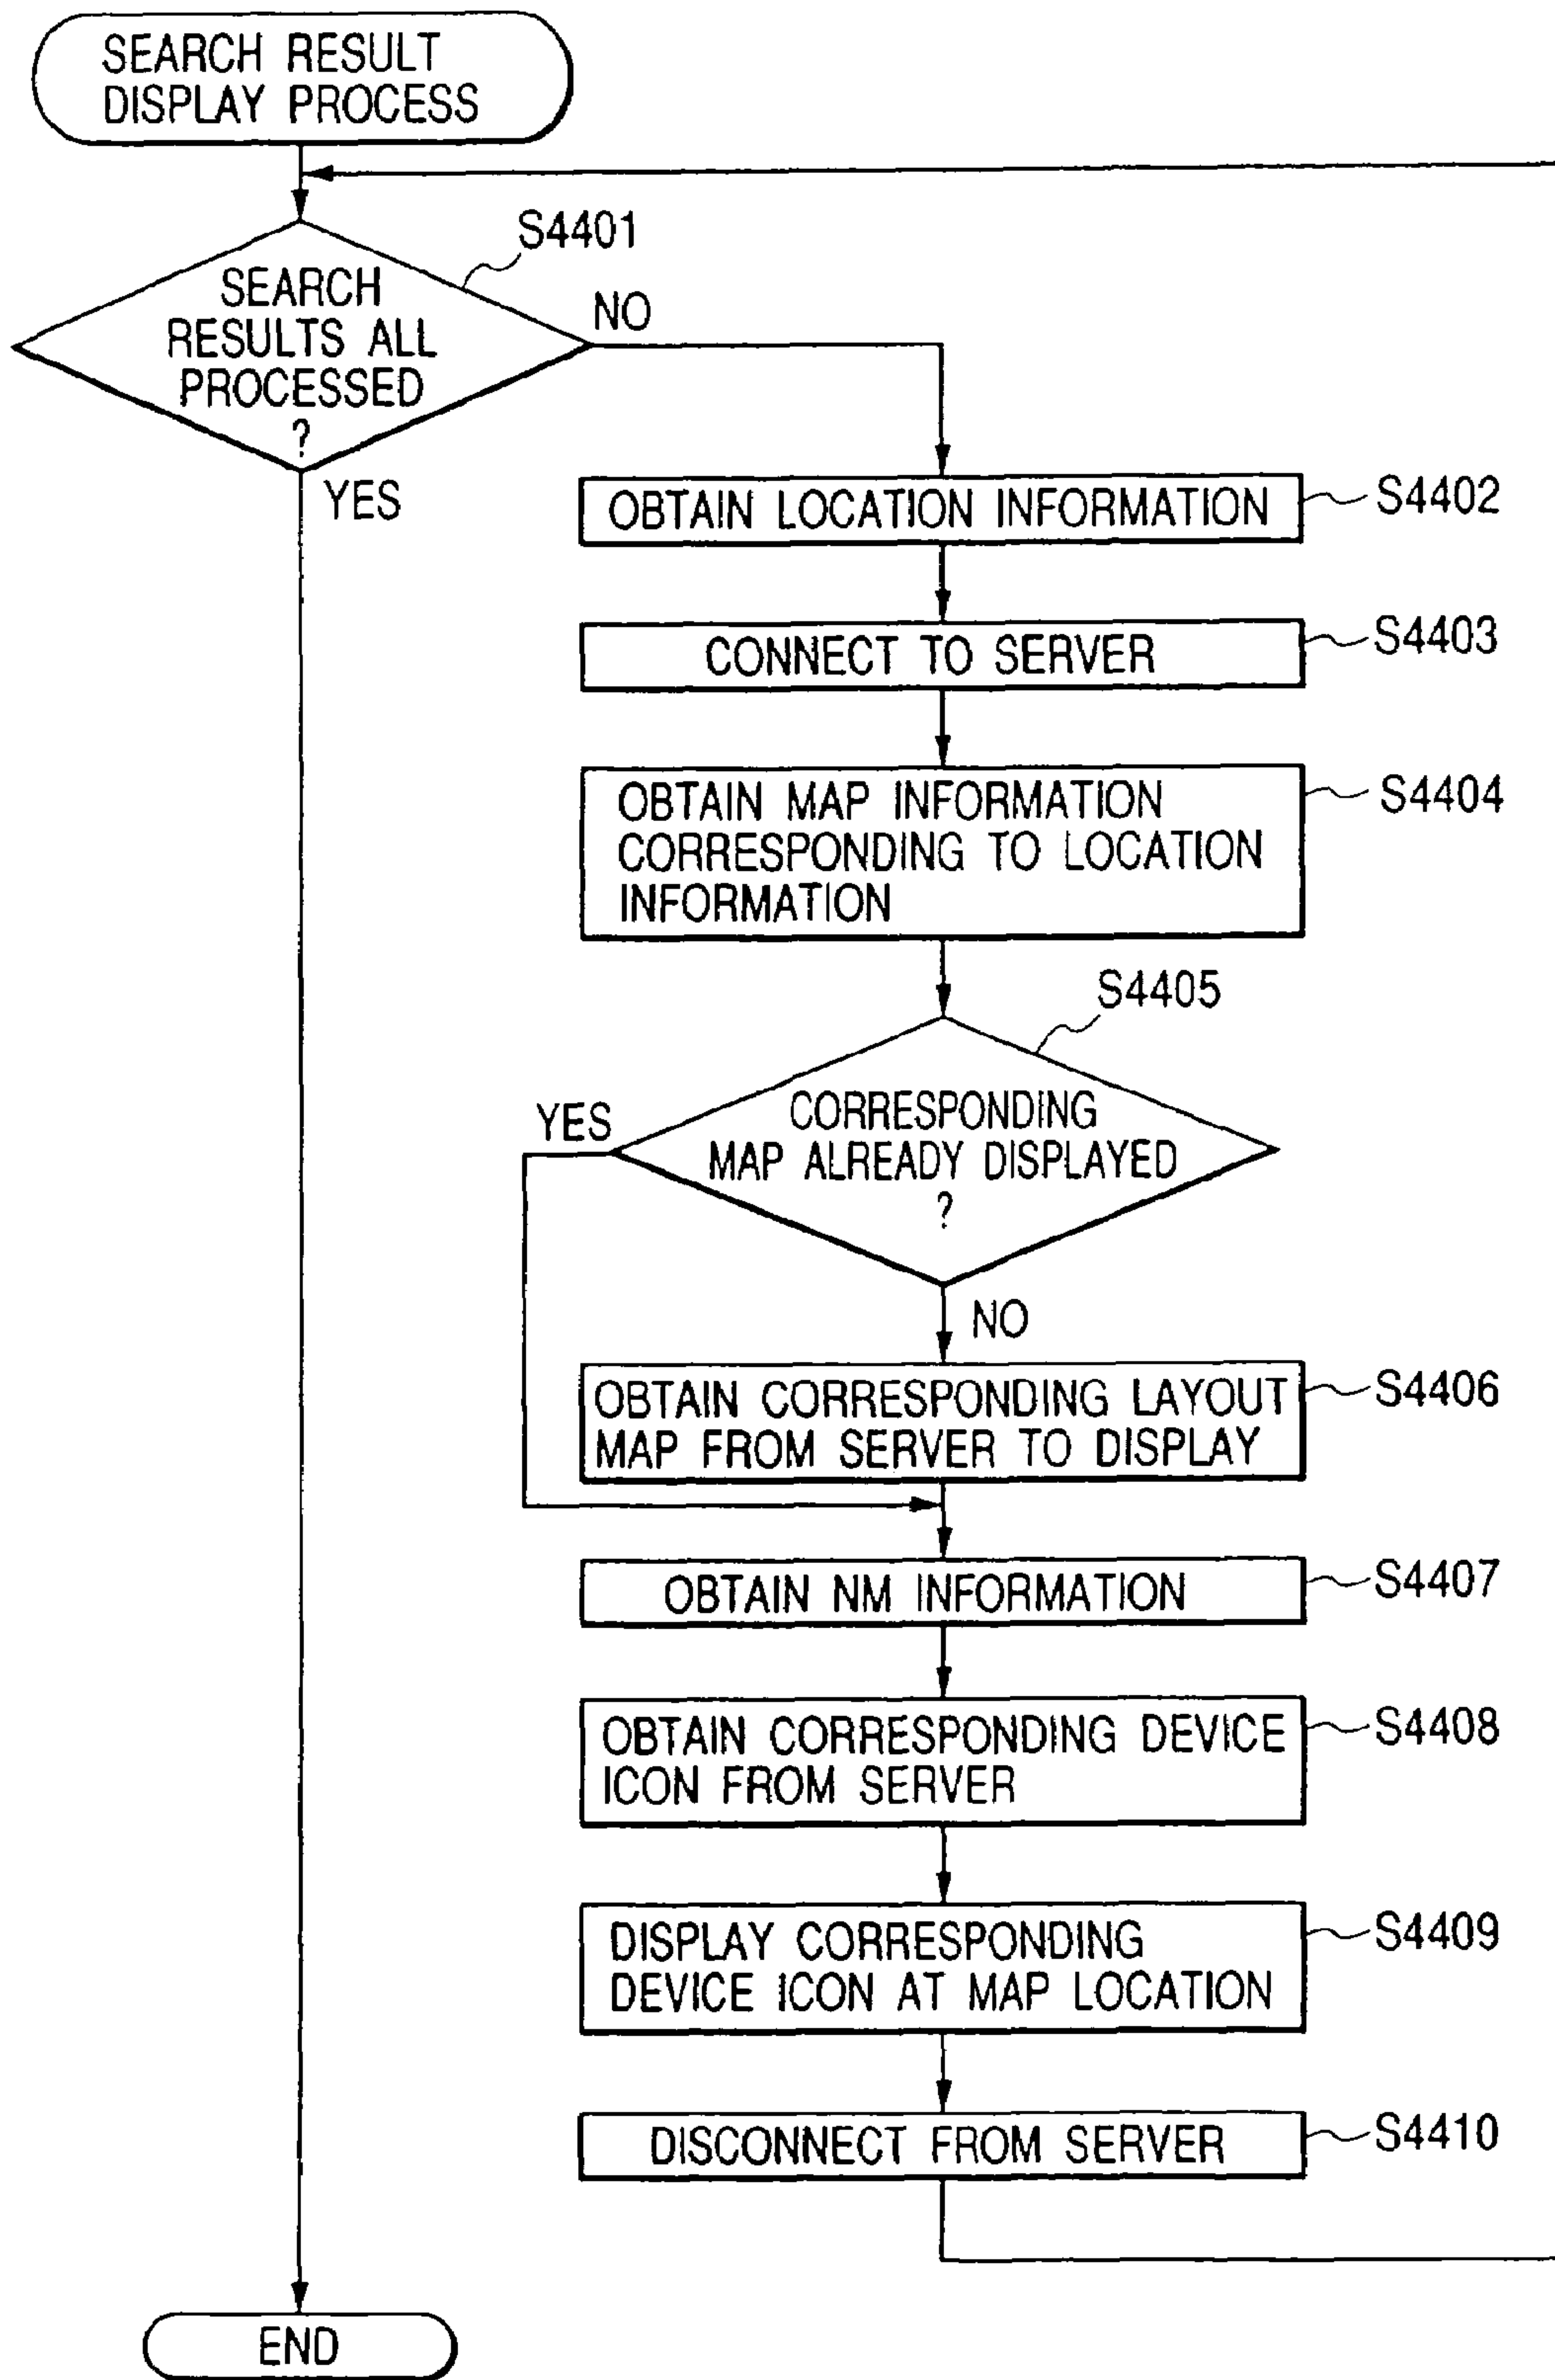 SEARCH RESULT
DISPLAY PROCESS
S4401
SEARCH
RESULTS ALL
PROCESSED
?
NO
YES
OBTAIN LOCATION INFORMATION
S4402
CONNECT TO SERVER
S4403
OBTAIN MAP INFORMATION
CORRESPONDING TO LOCATION
INFORMATION
S4404
S4405
CORRESPONDING
MAP ALREADY DISPLAYED
?
YES
NO
OBTAIN CORRESPONDING LAYOUT
MAP FROM SERVER TO DISPLAY
S4406
OBTAIN NM INFORMATION
S4407
OBTAIN CORRESPONDING DEVICE
ICON FROM SERVER
S4408
DISPLAY CORRESPONDING
DEVICE ICON AT MAP LOCATION
S4409
DISCONNECT FROM SERVER
S4410
END